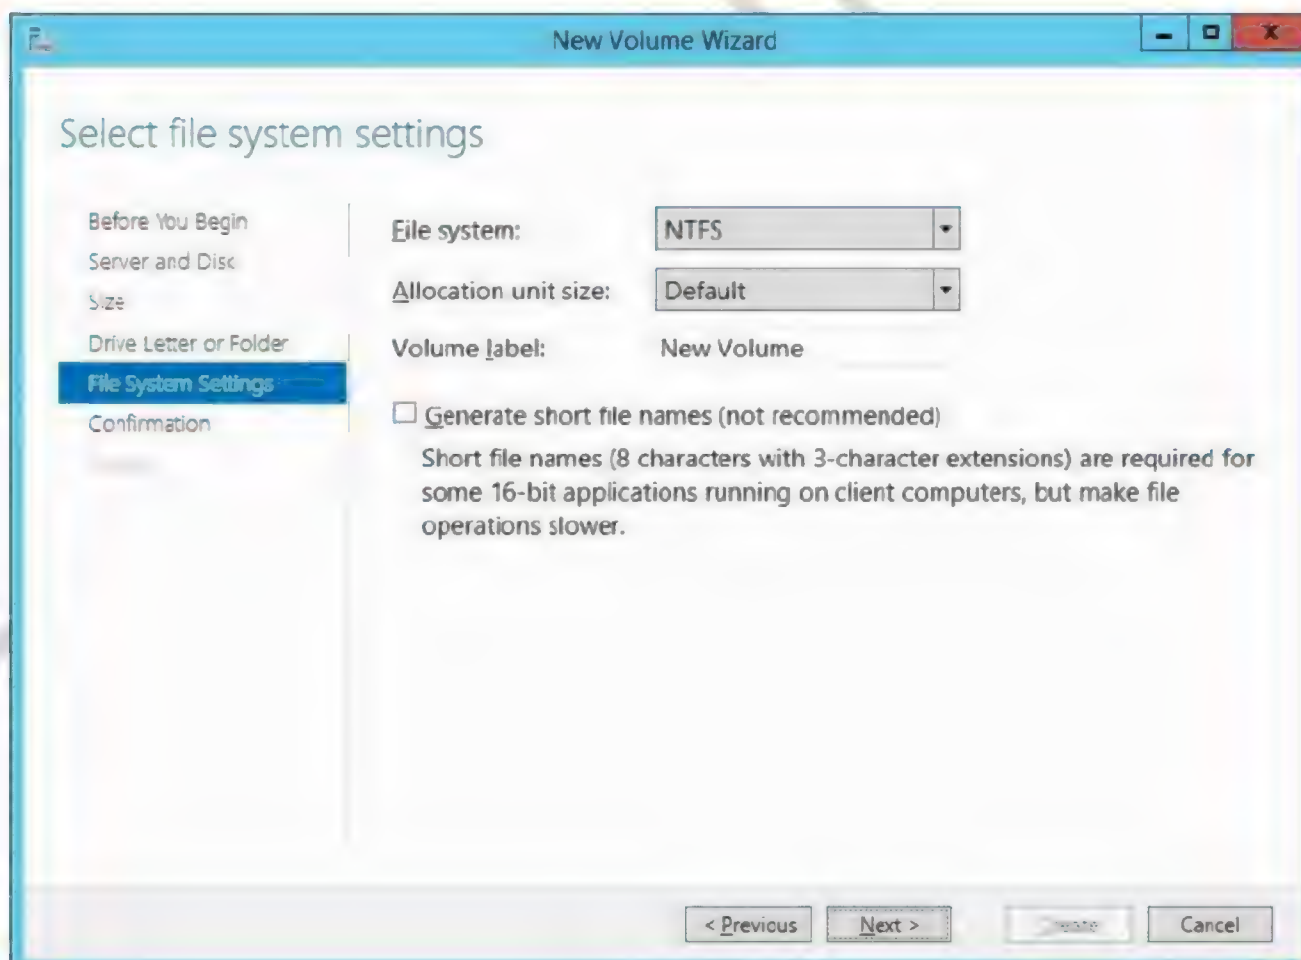 New Volume Wizard
Select file system settings
Before You Begin
Server and Disk
Size
Drive Letter or Folder
File System Settings
Confirmation
File system:
NTFS
Allocation unit size:
Default
Volume label:
New Volume
Generate short file names (not recommended)
Short file names (8 characters with 3-character extensions) are required for
some 16-bit applications running on client computers, but make file
operations slower.
< Previous
Next >
Create
Cancel